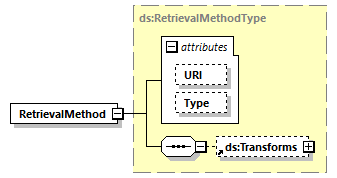 ds:RetrievalMethodType
attributes
URI
Type
RetrievalMethod
ds:Transforms